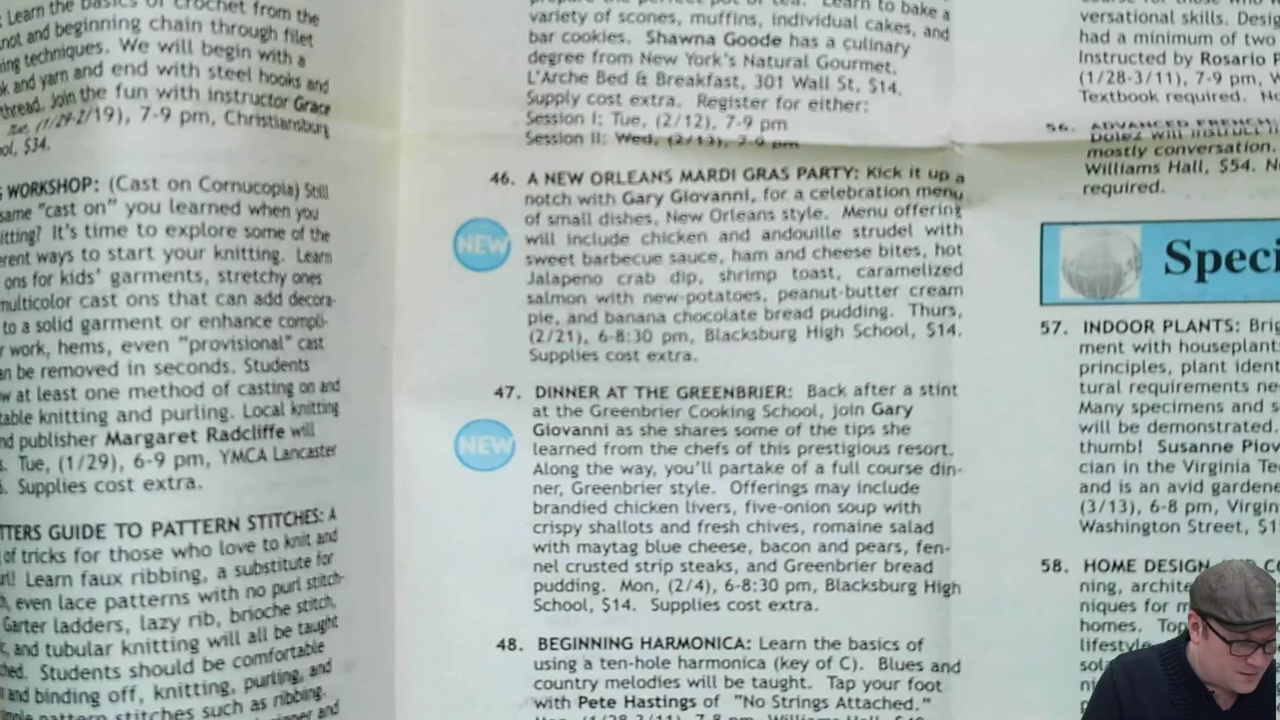 Learn the basics of crochet from the
not and beginning chain through filet
ing techniques. We will begin with a
k and yarn and end with steel hooks and
thread. Join the fun with instructor Grace
Tue, (1/29-2/19), 7-9 pm, Christiansburg
ol, $34.
WORKSHOP: (Cast on Cornucopia) Still
same "cast on" you learned when you
itting? It's time to explore some of the
erent ways to start your knitting. Learn
ons for kids' garments, stretchy ones
multicolor cast ons that can add decora-
to a solid garment or enhance compli-
r work, hems, even "provisional" cast
an be removed in seconds. Students
w at least one method of casting on and
table knitting and purling. Local knitting
nd publisher Margaret Radcliffe will
s. Tue, (1/29), 6-9 pm, YMCA Lancaster
. Supplies cost extra.
TTERS GUIDE TO PATTERN STITCHES: A
of tricks for those who love to knit and
url! Learn faux ribbing, a substitute for
h, even lace patterns with no purl stitch-
Garter ladders, lazy rib, brioche stitch,
and tubular knitting will all be taught
ched. Students should be comfortable
and binding off, knitting, purling, and
mple pattern stitches such as ribbing.
prepare the perfect pot of tea. Learn to bake a
variety of scones, muffins, individual cakes, and
bar cookies. Shawna Goode has a culinary
degree from New York's Natural Gourmet.
L'Arche Bed & Breakfast, 301 Wall St, $14.
Supply cost extra. Register for either:
Session I: Tue, (2/12), 7-9 pm
Session II: Wed, (2/13), 7-9 pm
46. A NEW ORLEANS MARDI GRAS PARTY: Kick it up a
notch with Gary Giovanni, for a celebration menu
of small dishes, New Orleans style. Menu offering
NEW
will include chicken and andouille strudel with
sweet barbecue sauce, ham and cheese bites, hot
Jalapeno crab dip, shrimp toast, caramelized
salmon with new-potatoes, peanut-butter cream
pie, and banana chocolate bread pudding. Thurs,
(2/21), 6-8:30 pm, Blacksburg High School, $14.
Supplies cost extra.
47. DINNER AT THE GREENBRIER: Back after a stint
at the Greenbrier Cooking School, join Gary
Giovanni as she shares some of the tips she
NEW
learned from the chefs of this prestigious resort.
Along the way, you'll partake of a full course din-
ner, Greenbrier style. Offerings may include
brandied chicken livers, five-onion soup with
crispy shallots and fresh chives, romaine salad
with maytag blue cheese, bacon and pears, fen-
nel crusted strip steaks, and Greenbrier bread
pudding. Mon, (2/4), 6-8:30 pm, Blacksburg High
School, $14. Supplies cost extra.
48. BEGINNING HARMONICA: Learn the basics of
using a ten-hole harmonica (key of C). Blues and
country melodies will be taught. Tap your foot
with Pete Hastings of "No Strings Attached."
versational skills. Desig
had a minimum of two
Instructed by Rosario P
(1/28-3/11), 7-9 pm, W
Textbook required. No
56. ADVANCED FRENCH:
Dolez will instruct
mostly conversation.
Williams Hall, $54. N
required.
Speci
57. INDOOR PLANTS: Brig
ment with houseplants
principles, plant ident
tural requirements ne
Many specimens and s
will be demonstrated.
thumb! Susanne Piov
cian in the Virginia Te
and is an avid gardene
(3/13), 6-8 pm, Virgin
Washington Street, $1
58. HOME DESIGN
ning, archite
niques for m
homes. Top
lifestyle
sola